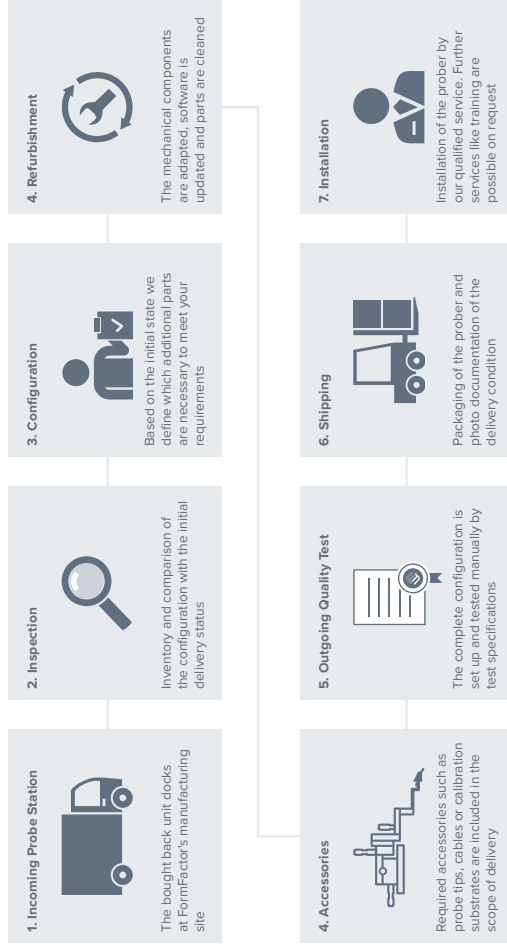 1. Incoming Probe Station
The bought back unit docks
at FormFactor's manufacturing
site
2. Inspection
Inventory and comparison of
the configuration with the initial
delivery status
3. Configuration
Based on the initial state we
define which additional parts
are necessary to meet your
requirements
4. Refurbishment
The mechanical components
are adapted, software is
updated and parts are cleaned
4. Accessories
Required accessories such as
probe tips, cables or calibration
substrates are included in the
scope of delivery
5. Outgoing Quality Test
The complete configuration is
set up and tested manually by
test specifications
6. Shipping
Packaging of the prober and
photo documentation of the
delivery condition
7. Installation
Installation of the prober by
our qualified service. Further
services like training are
possible on request